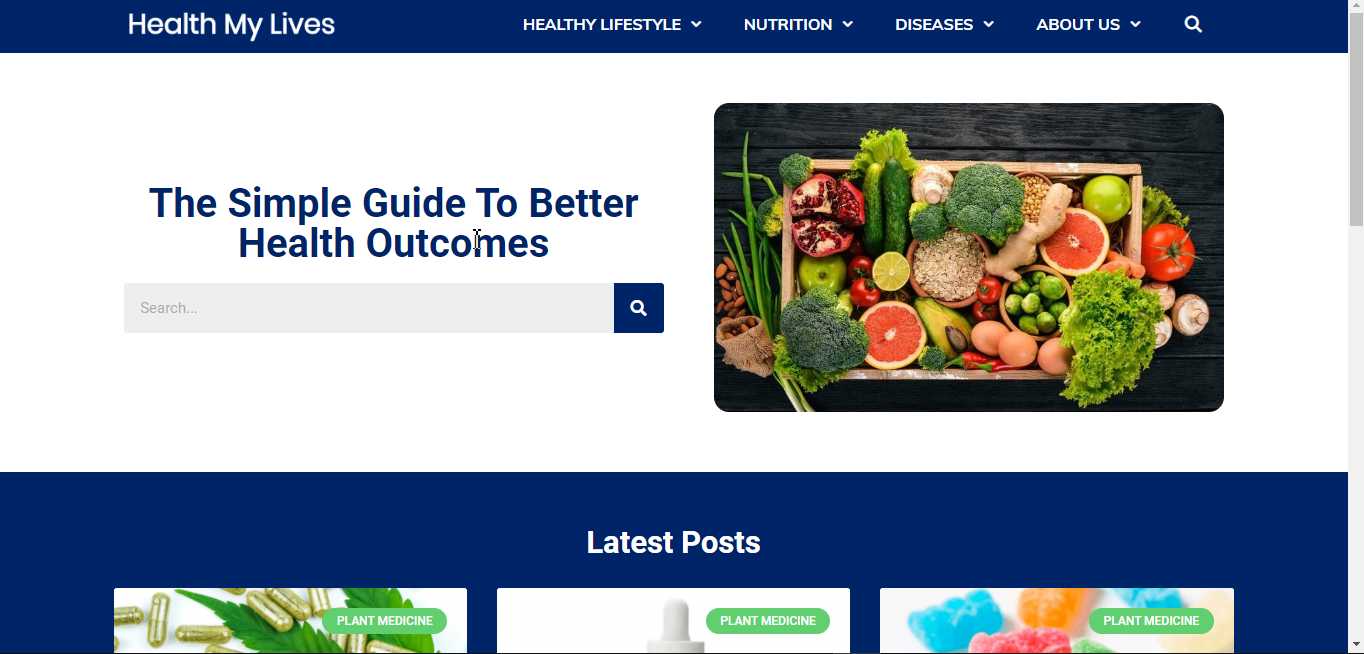 Health My Lives
HEALTHY LIFESTYLE
NUTRITION
DISEASES
ABOUT US
The Simple Guide To Better
Health Outcomes
Search...
Latest Posts
PLANT MEDICINE
PLANT MEDICINE
PLANT MEDICINE